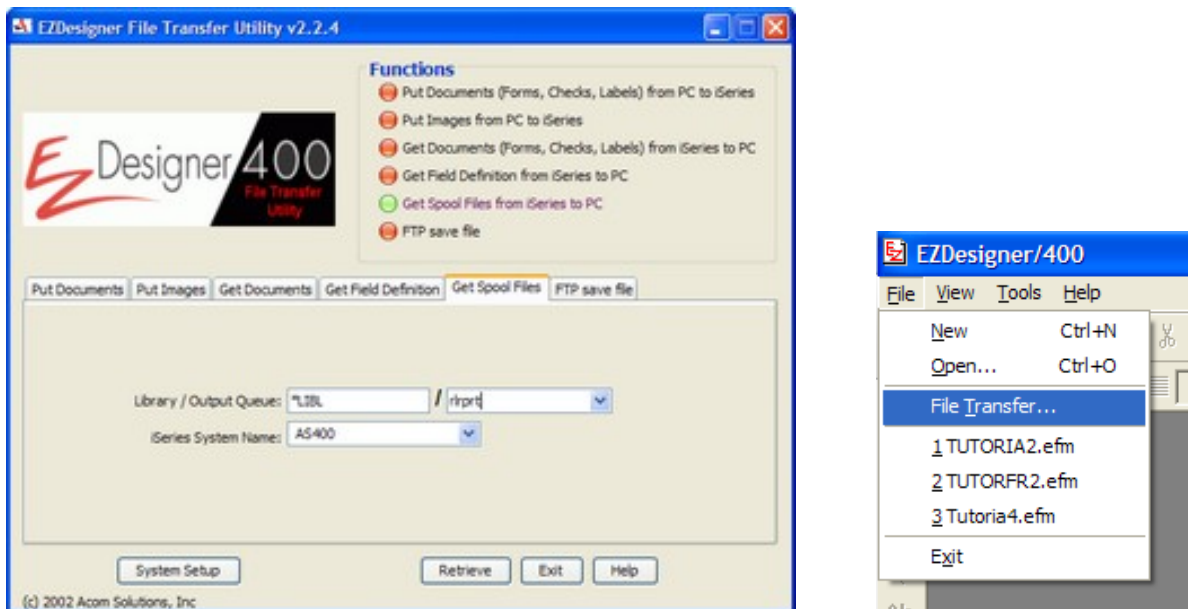 EZDesigner File Transfer Utility v2.2.4
EZ Designer 400
File Transfer
Utility
Functions
Put Documents (Forms, Checks, Labels) from PC to iSeries
Put Images from PC to iSeries
Get Documents (Forms, Checks, Labels) from iSeries to PC
Get Field Definition from iSeries to PC
Get Spool Files from iSeries to PC
FTP save file
Put Documents Put Images Get Documents Get Field Definition Get Spool Files FTP save file
Library / Output Queue: *LIBL / rlrprt
iSeries System Name: AS400
System Setup Retrieve Exit Help
(c) 2002 Acom Solutions, Inc
EZDesigner/400
File View Tools Help
New Ctrl+N
Open... Ctrl+O
File Transfer...
1 TUTORIA2.efm
2 TUTORFR2.efm
3 Tutoria4.efm
Exit